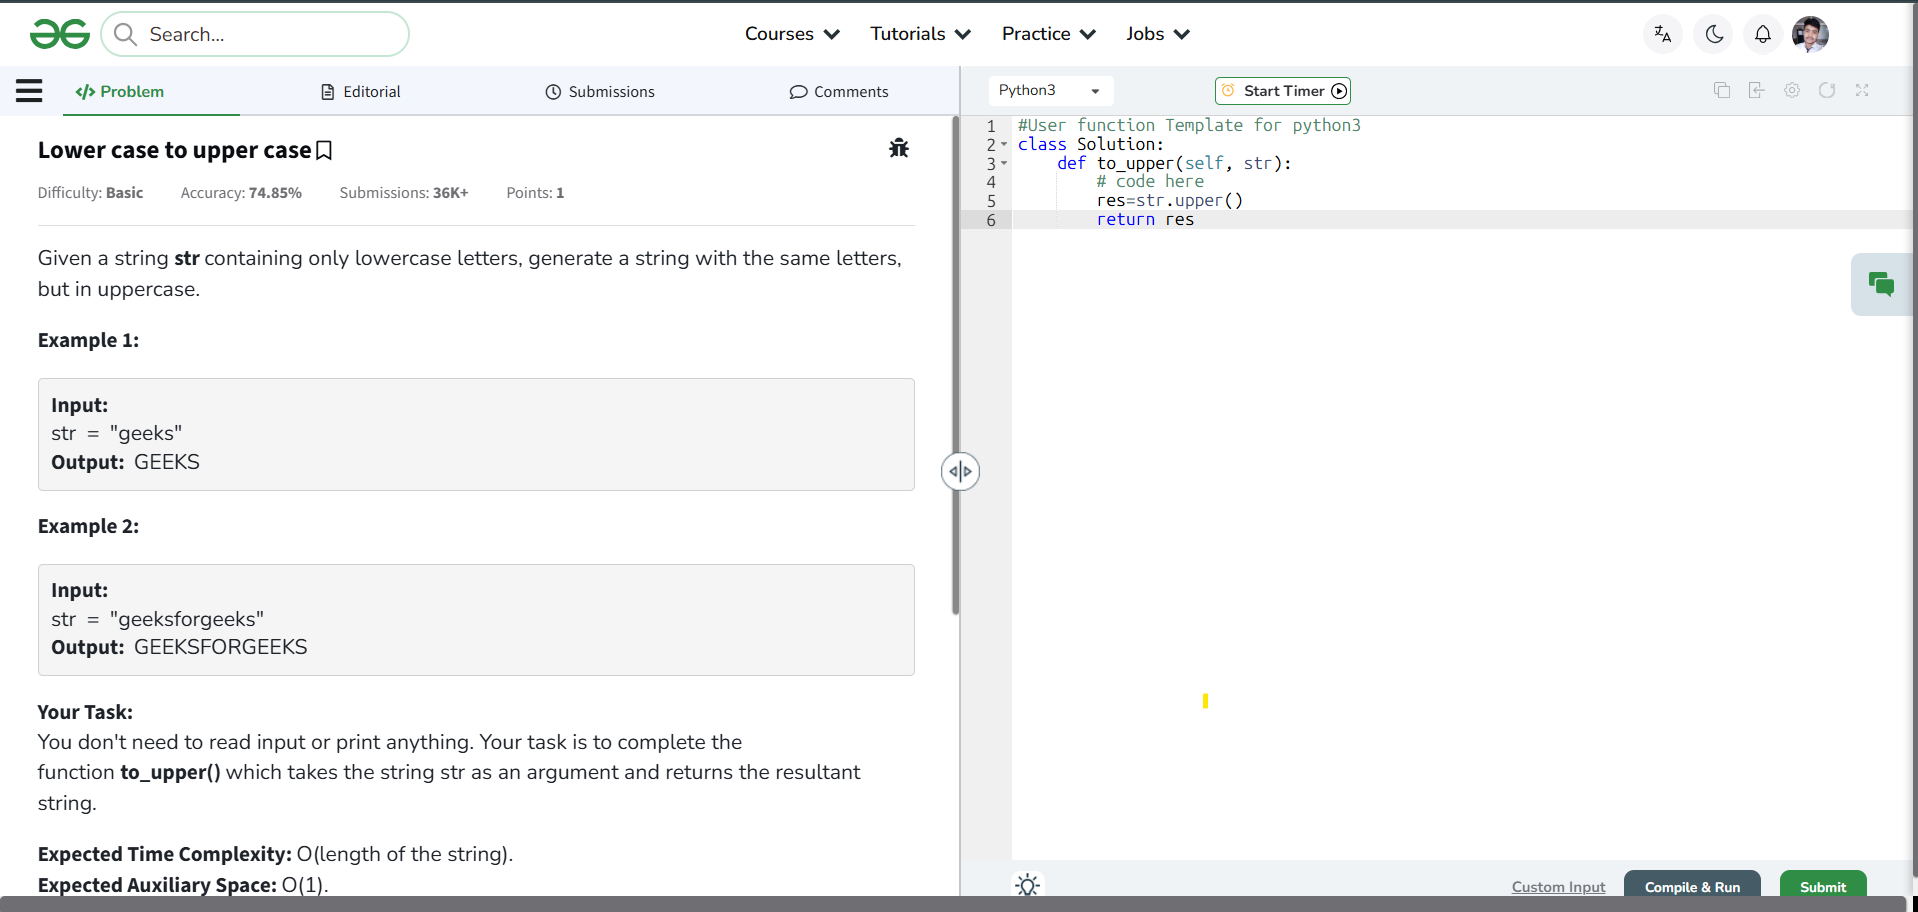 Search...
Courses
Tutorials
Practice
Jobs
Problem
Editorial
Submissions
Comments
Python3
Start Timer
Lower case to upper case
Difficulty: Basic
Accuracy: 74.85%
Submissions: 36K+
Points: 1
Given a string str containing only lowercase letters, generate a string with the same letters,
but in uppercase.
Example 1:
Input:
str = "geeks"
Output: GEEKS
Example 2:
Input:
str = "geeksforgeeks"
Output: GEEKSFORGEEKS
Your Task:
You don't need to read input or print anything. Your task is to complete the
function to_upper() which takes the string str as an argument and returns the resultant
string.
Expected Time Complexity: O(length of the string).
Expected Auxiliary Space: O(1).
1 #User function Template for python3
2 class Solution:
3 def to_upper(self, str):
4 # code here
5 res=str.upper()
6 return res
Custom Input
Compile & Run
Submit